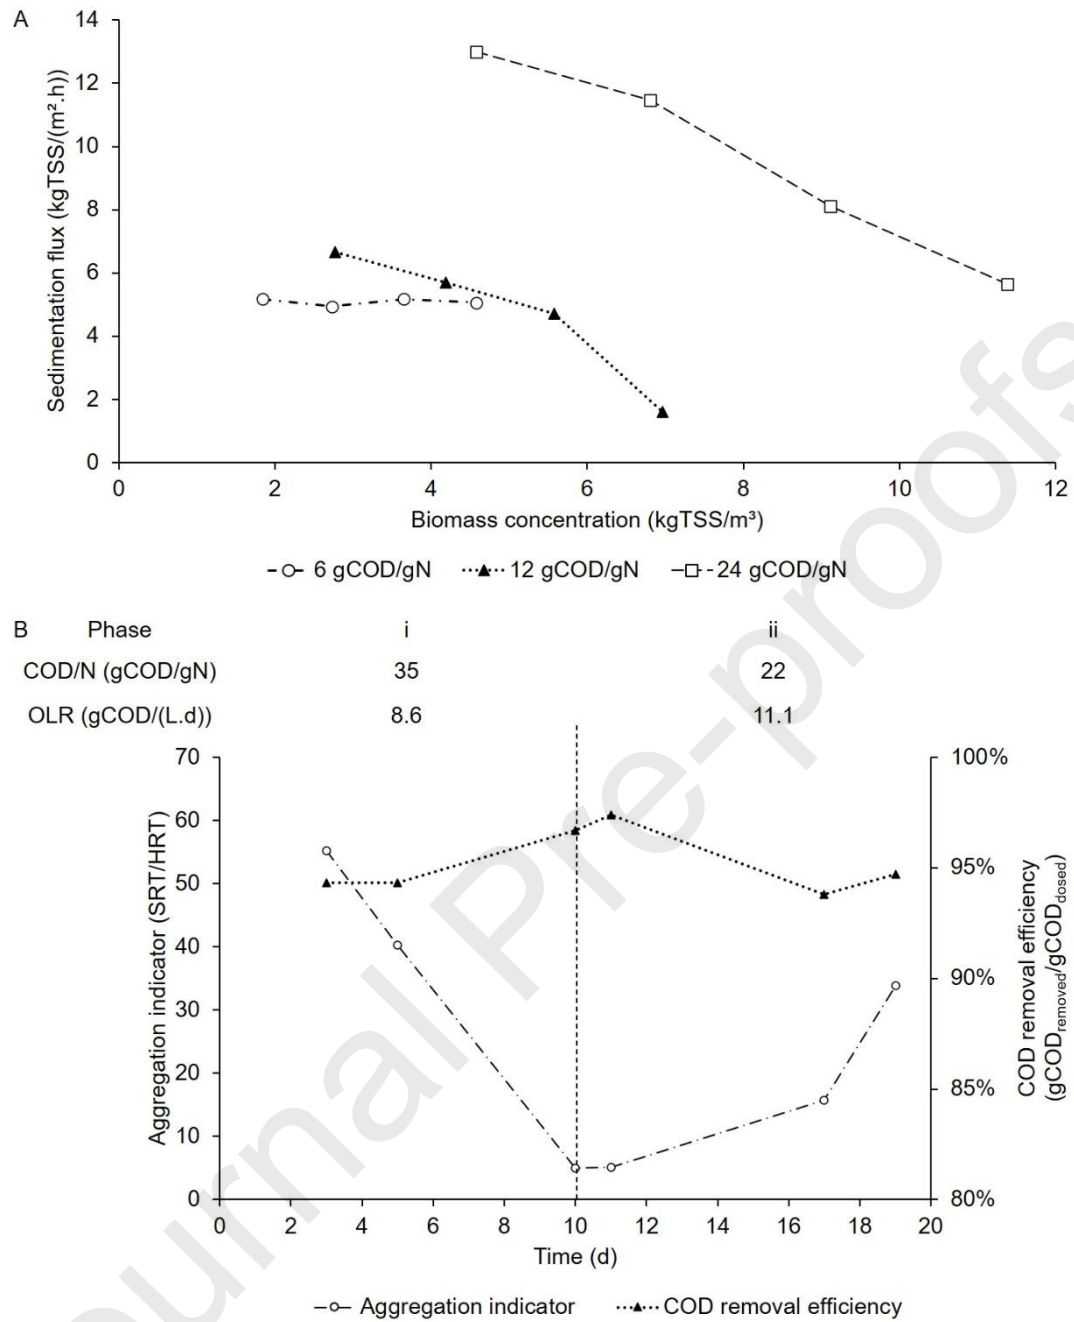 A
Sedimentation flux (kgTSS/(m².h))
14
12
10
8
6
4
2
0
0 2 4 6 8 10 12
Biomass concentration (kgTSS/m³)
6 gCOD/gN 12 gCOD/gN 24 gCOD/gN
B Phase i ii
COD/N (gCOD/gN) 35 22
OLR (gCOD/(L.d)) 8.6 11.1
Aggregation indicator (SRT/HRT)
70
60
50
40
30
20
10
0
100%
95%
90%
85%
80%
COD removal efficiency
(gCODremoved/gCODdosed)
0 2 4 6 8 10 12 14 16 18 20
Time (d)
Aggregation indicator COD removal efficiency
ournal Pre-proofs